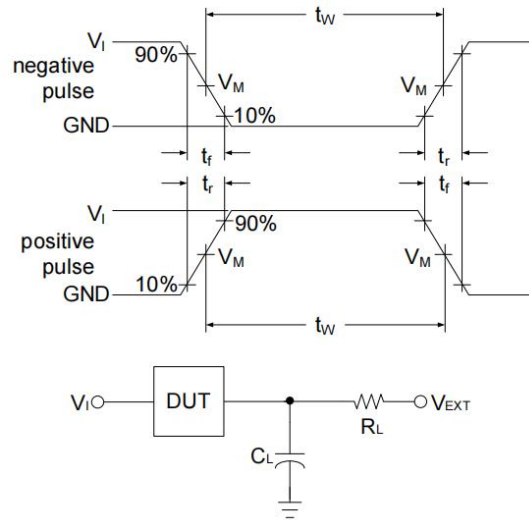 tW
VI
90%
negative
pulse
VM
VM
10%
GND
tf
tr
tr
tf
VI
90%
positive
pulse
VM
VM
10%
GND
tW
VI
DUT
VEXT
RL
CL